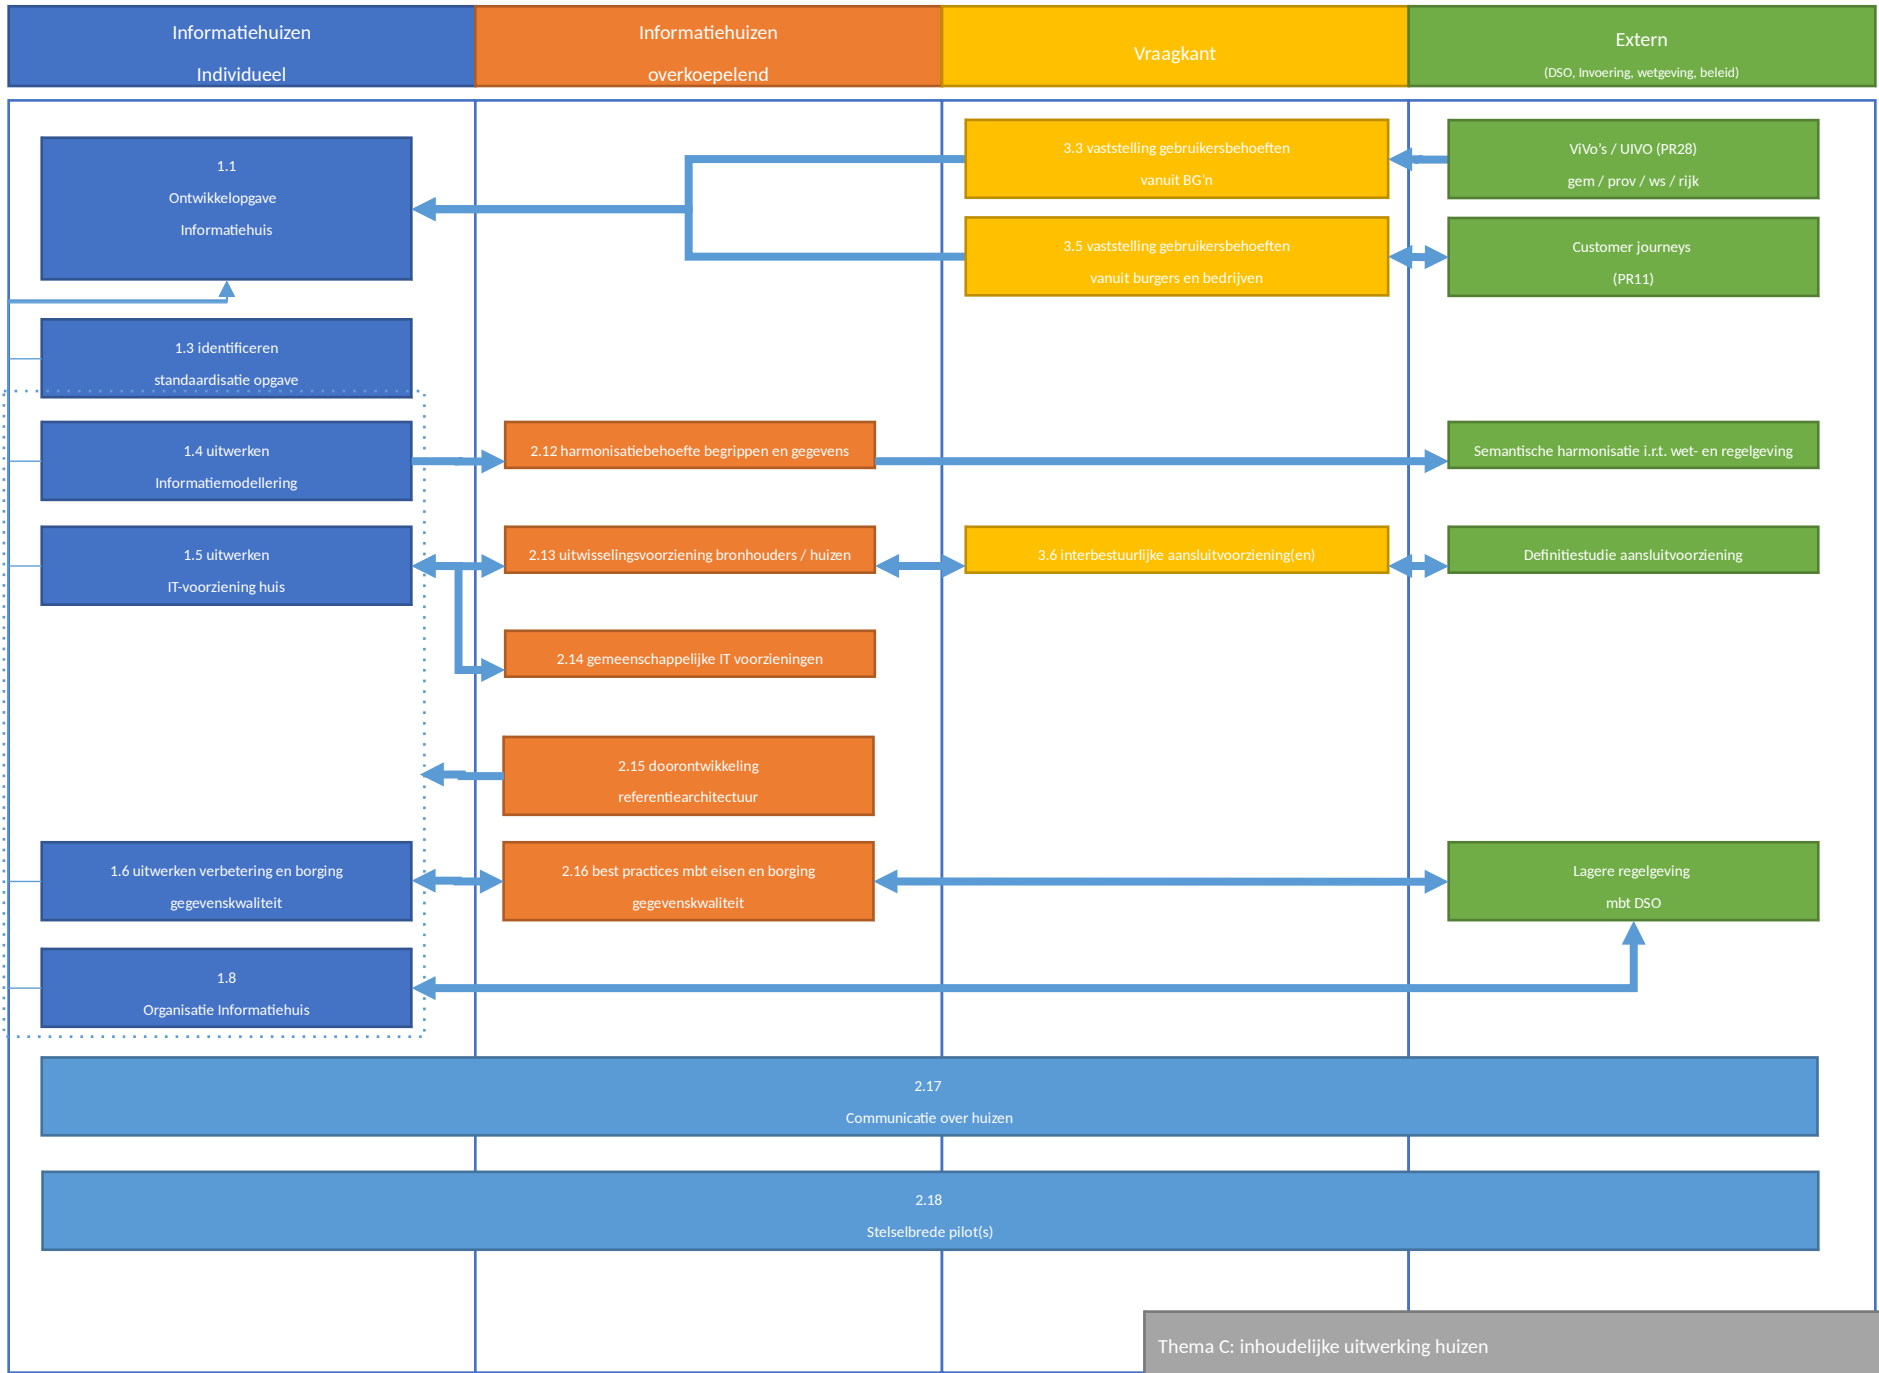 Informatiehuizen
Individueel
Informatiehuizen
overkoepelend
Vraagkant
Extern
(DSO, Invoering, wetgeving, beleid)
1.1
Ontwikkelopgave
Informatiehuis
3.3 vaststelling gebruikersbehoeften
vanuit BG'n
ViVo’s / UIVO (PR28)
gem / prov / ws / rijk
3.5 vaststelling gebruikersbehoeften
vanuit burgers en bedrijven
Customer journeys
(PR11)
1.3 identificeren
standaardisatie opgave
1.4 uitwerken
Informatiemodellering
2.12 harmonisatiebehoefte begrippen en gegevens
Semantische harmonisatie i.r.t. wet- en regelgeving
1.5 uitwerken
IT-voorziening huis
2.13 uitwisselingsvoorziening bronhouders / huizen
3.6 interbestuurlijke aansluitvoorziening(en)
Definitiestudie aansluitvoorziening
2.14 gemeenschappelijke IT voorzieningen
2.15 doorontwikkeling
referentiearchitectuur
1.6 uitwerken verbetering en borging
gegevenskwaliteit
2.16 best practices mbt eisen en borging
gegevenskwaliteit
Lagere regelgeving
mbt DSO
1.8
Organisatie Informatiehuis
2.17
Communicatie over huizen
2.18
Stelselbrede pilot(s)
Thema C: inhoudelijke uitwerking huizen